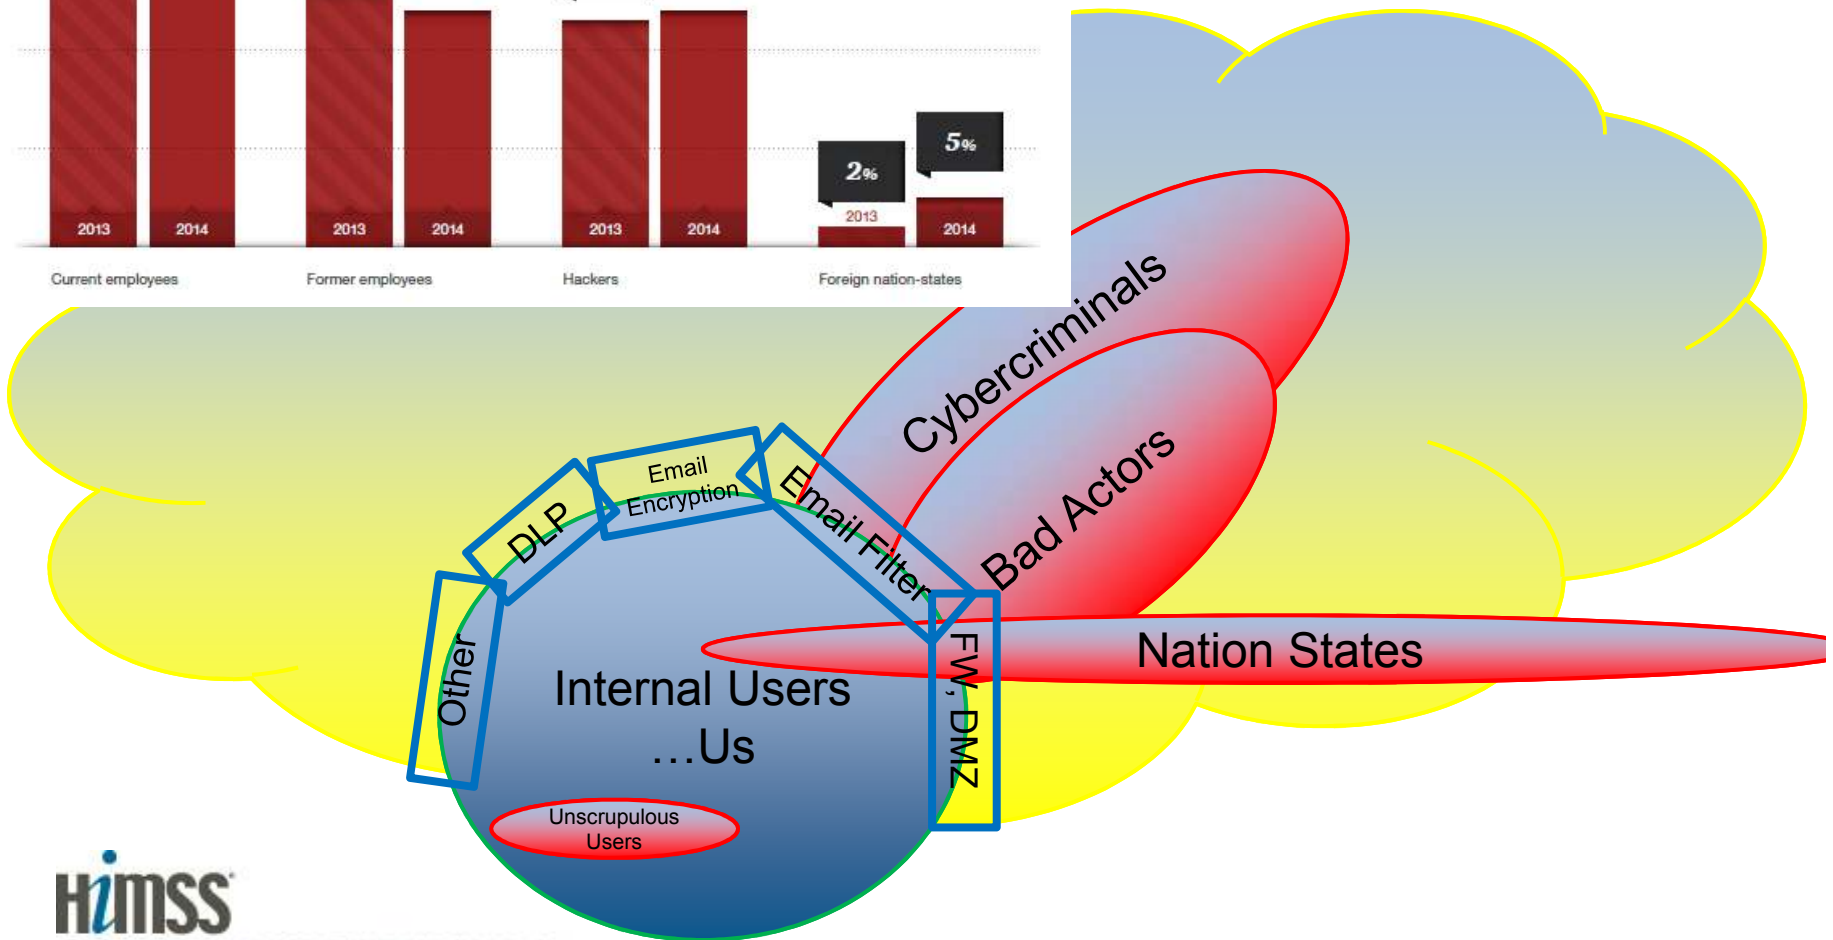 5%
2%
2013
2013
2014
2013
2014
2013
2014
2014
Current employees
Former employees
Hackers
Foreign nation-states
Cybercriminals
Bad Actors
Email
Encryption
Email Filter
DLP
Other
FW, DMZ
Nation States
Internal Users
…Us
Unscrupulous
Users
HIMSS